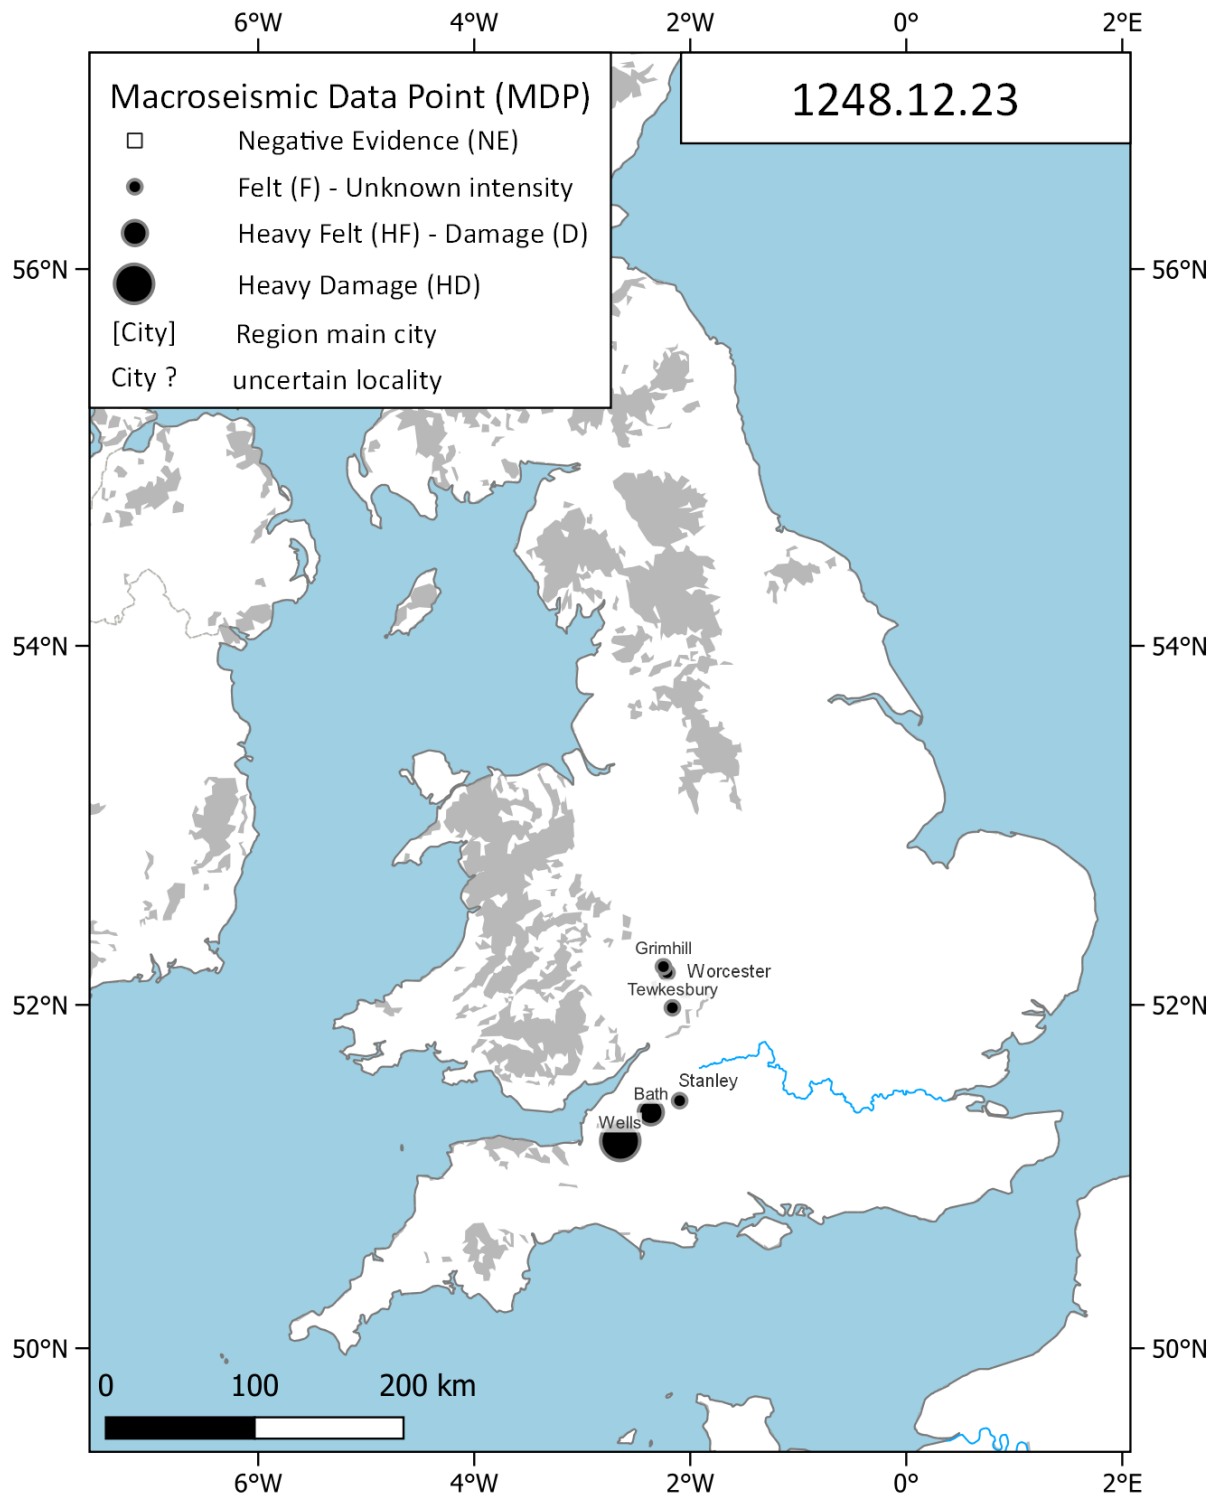 6°W 4°W 2°W 0° 2°E
Macroseismic Data Point (MDP)
1248.12.23
Negative Evidence (NE)
Felt (F) - Unknown intensity
Heavy Felt (HF) - Damage (D)
Heavy Damage (HD)
[City] Region main city
City ? uncertain locality
56°N 56°N
54°N 54°N
Grimhill
Worcester
Tewkesbury
52°N 52°N
Stanley
Bath
Wells
50°N 50°N
0 100 200 km
6°W 4°W 2°W 0° 2°E